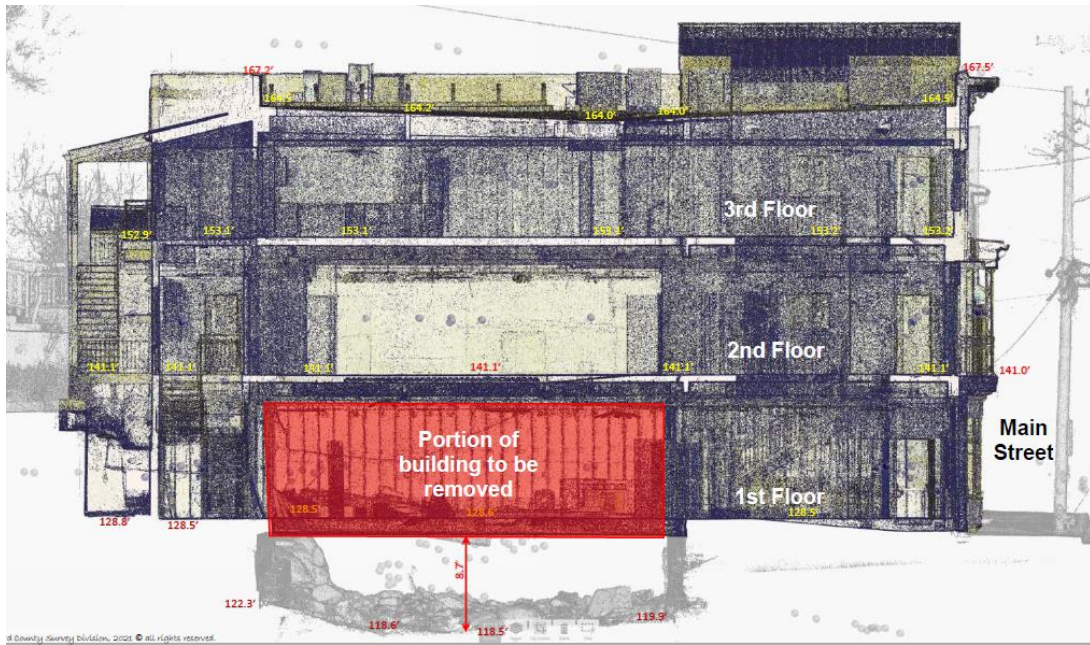 167.2'
167.5'
164.5' 164.2' 164.0' 164.0' 164.5'
3rd Floor
152.9' 153.1' 153.1' 153.1' 153.2' 153.2'
2nd Floor
141.1' 141.1' 141.1' 141.1' 141.1' 141.1' 141.0'
Portion of
building to be
removed
Main
Street
1st Floor
128.5' 128.6' 128.5'
128.8' 128.5'
8.7'
122.3' 118.6' 118.5' 119.9'
d County Survey Division, 2021 © all rights reserved.